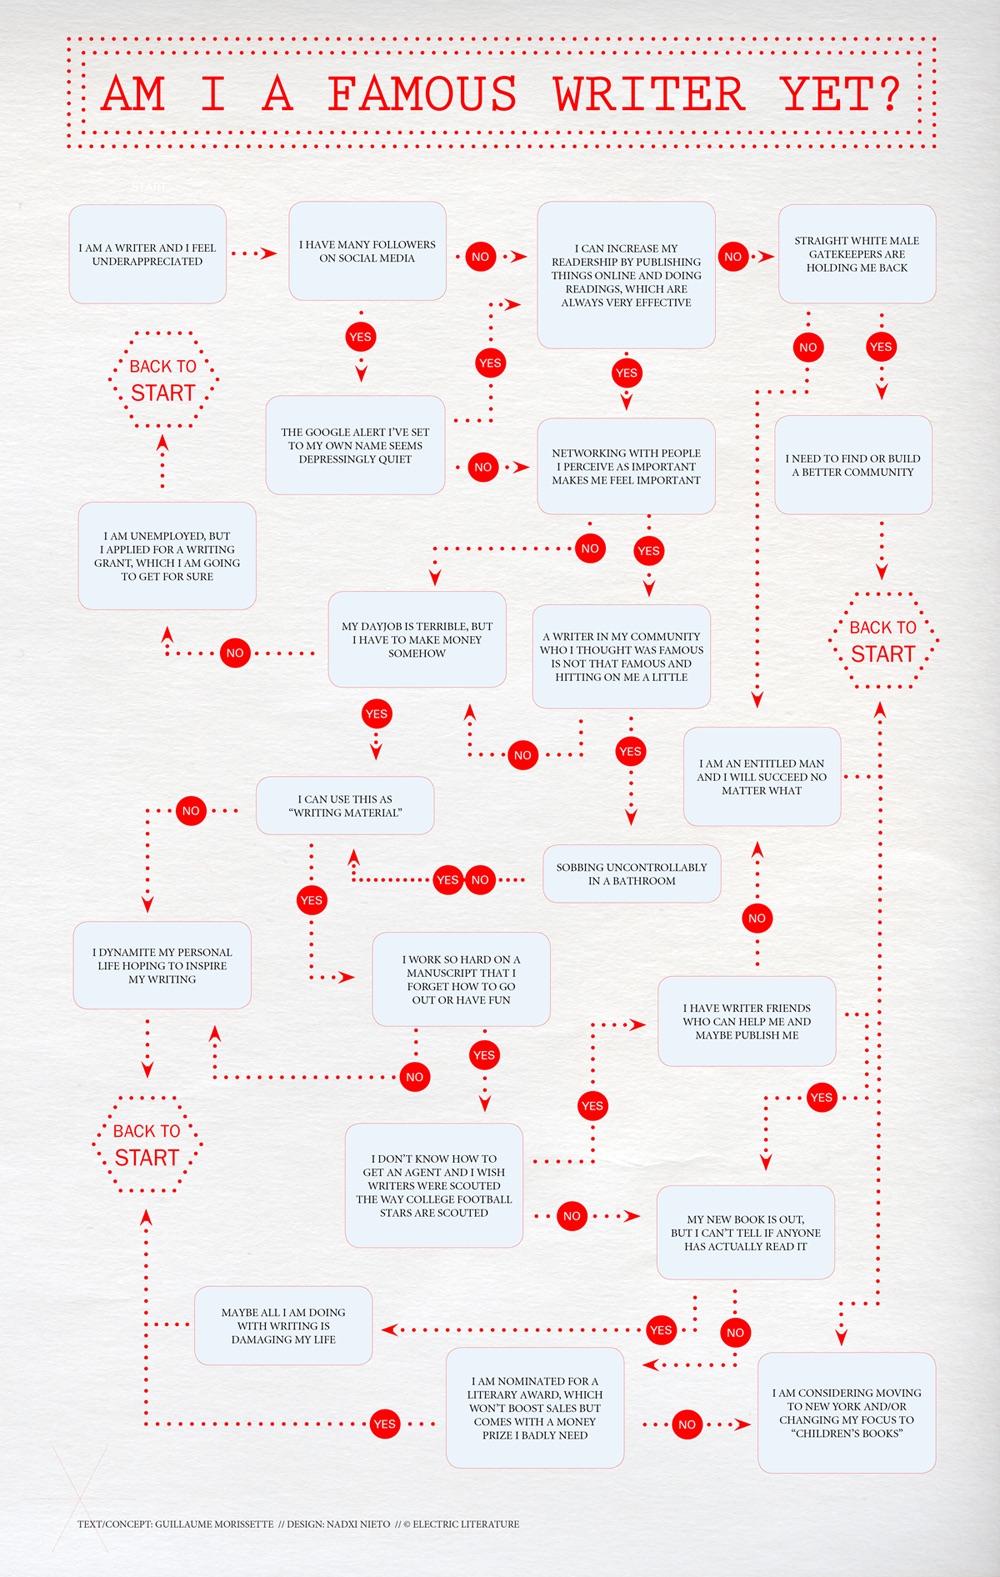 AM I A FAMOUS WRITER YET?
START
I AM A WRITER AND I FEEL
UNDERAPPRECIATED
I HAVE MANY FOLLOWERS
ON SOCIAL MEDIA
NO
I CAN INCREASE MY
READERSHIP BY PUBLISHING
THINGS ONLINE AND DOING
READINGS, WHICH ARE
ALWAYS VERY EFFECTIVE
NO
STRAIGHT WHITE MALE
GATEKEEPERS ARE
HOLDING ME BACK
YES
YES
YES
NO
YES
BACK TO
START
THE GOOGLE ALERT I'VE SET
TO MY OWN NAME SEEMS
DEPRESSINGLY QUIET
NO
NETWORKING WITH PEOPLE
I PERCEIVE AS IMPORTANT
MAKES ME FEEL IMPORTANT
I NEED TO FIND OR BUILD
A BETTER COMMUNITY
I AM UNEMPLOYED, BUT
I APPLIED FOR A WRITING
GRANT, WHICH I AM GOING
TO GET FOR SURE
NO
YES
MY DAYJOB IS TERRIBLE, BUT
I HAVE TO MAKE MONEY
SOMEHOW
A WRITER IN MY COMMUNITY
WHO I THOUGHT WAS FAMOUS
IS NOT THAT FAMOUS AND
HITTING ON ME A LITTLE
BACK TO
START
NO
YES
NO
YES
I AM AN ENTITLED MAN
AND I WILL SUCCEED NO
MATTER WHAT
I CAN USE THIS AS
“WRITING MATERIAL”
NO
YES
NO
SOBBING UNCONTROLLABLY
IN A BATHROOM
YES
NO
I DYNAMITE MY PERSONAL
LIFE HOPING TO INSPIRE
MY WRITING
I WORK SO HARD ON A
MANUSCRIPT THAT I
FORGET HOW TO GO
OUT OR HAVE FUN
I HAVE WRITER FRIENDS
WHO CAN HELP ME AND
MAYBE PUBLISH ME
NO
YES
YES
YES
BACK TO
START
I DON'T KNOW HOW TO
GET AN AGENT AND I WISH
WRITERS WERE SCOUTED
THE WAY COLLEGE FOOTBALL
STARS ARE SCOUTED
NO
MY NEW BOOK IS OUT,
BUT I CAN'T TELL IF ANYONE
HAS ACTUALLY READ IT
MAYBE ALL I AM DOING
WITH WRITING IS
DAMAGING MY LIFE
YES
NO
I AM NOMINATED FOR A
LITERARY AWARD, WHICH
WON'T BOOST SALES BUT
COMES WITH A MONEY
PRIZE I BADLY NEED
YES
NO
I AM CONSIDERING MOVING
TO NEW YORK AND/OR
CHANGING MY FOCUS TO
“CHILDREN'S BOOKS”
TEXT/CONCEPT: GUILLAUME MORISSETTE // DESIGN: NADXI NIETO // © ELECTRIC LITERATURE